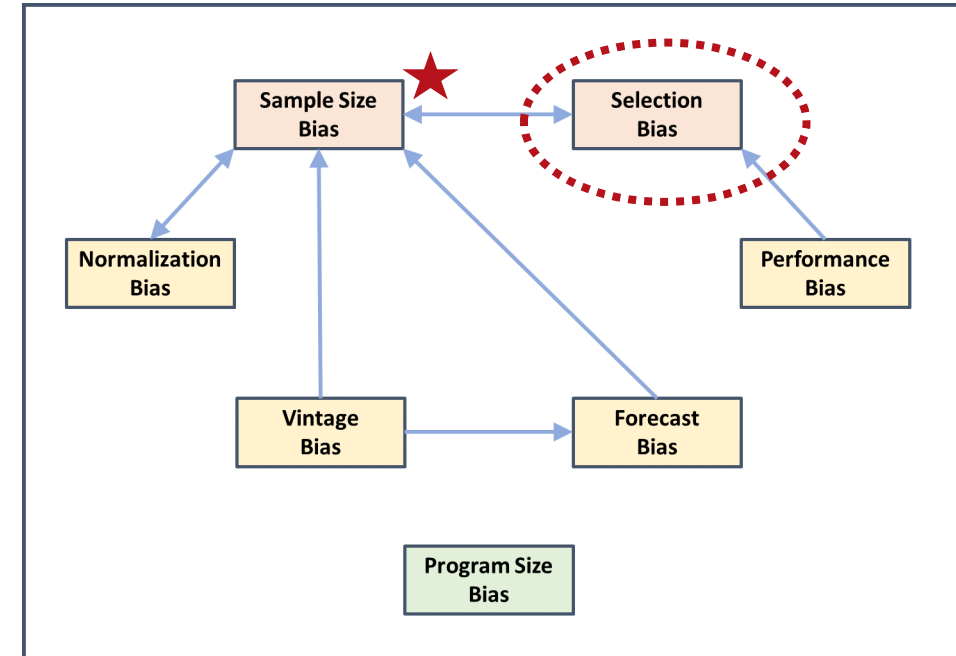 Sample Size
Bias
Selection
Bias
Normalization
Bias
Performance
Bias
Vintage
Bias
Forecast
Bias
Program Size
Bias